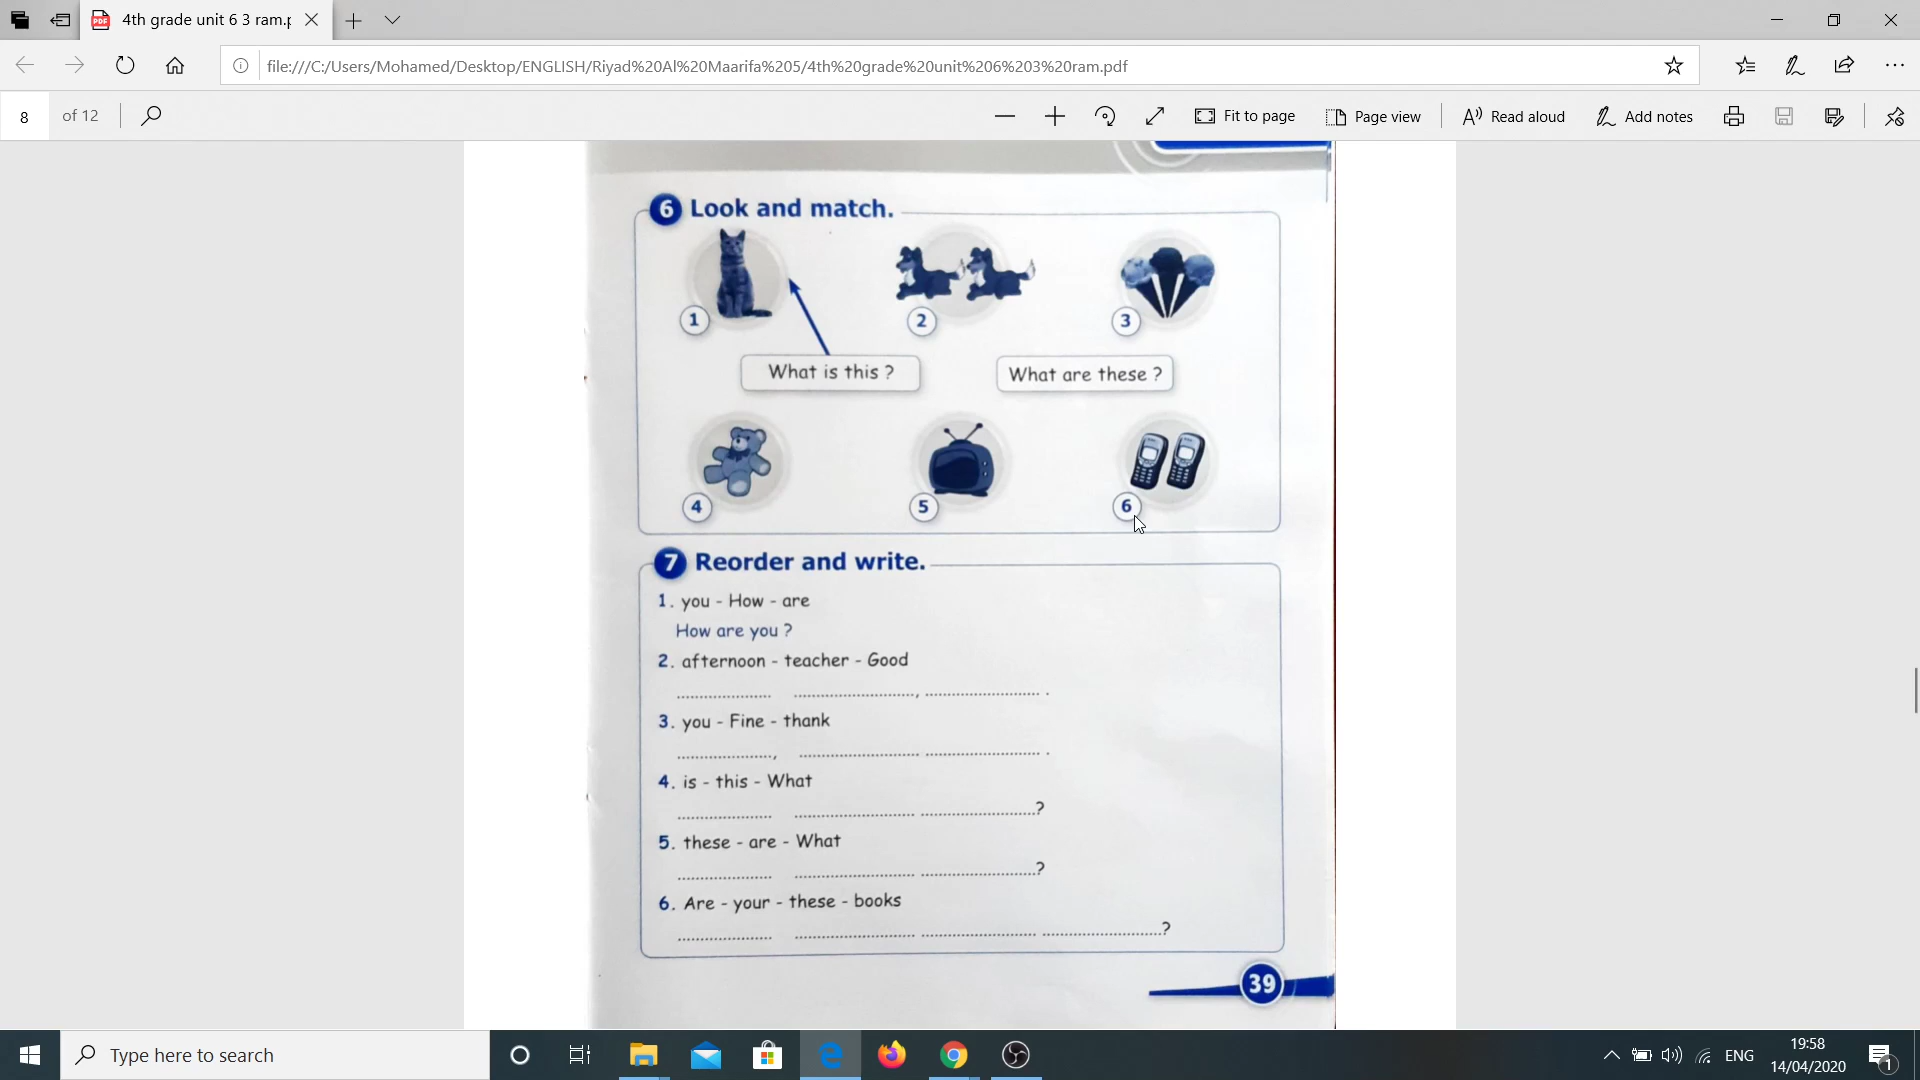 4th grade unit 6 3 ram.p
file:///C:/Users/Mohamed/Desktop/ENGLISH/Riyad%20Al%20Maarifa%205/4th%20grade%20unit%206%203%20ram.pdf
8 of 12
Fit to page
Page view
Read aloud
Add notes
6 Look and match.
1
2
3
What is this ?
What are these ?
4
5
6
7 Reorder and write.
1. you - How - are
How are you ?
2. afternoon - teacher - Good
.................... ........................., ......................... .
3. you - Fine - thank
...................., ......................... ......................... .
4. is - this - What
.................... ......................... .........................?
5. these - are - What
.................... ......................... .........................?
6. Are - your - these - books
.................... ......................... ......................... .........................?
39
Type here to search
ENG
19:58
14/04/2020
1